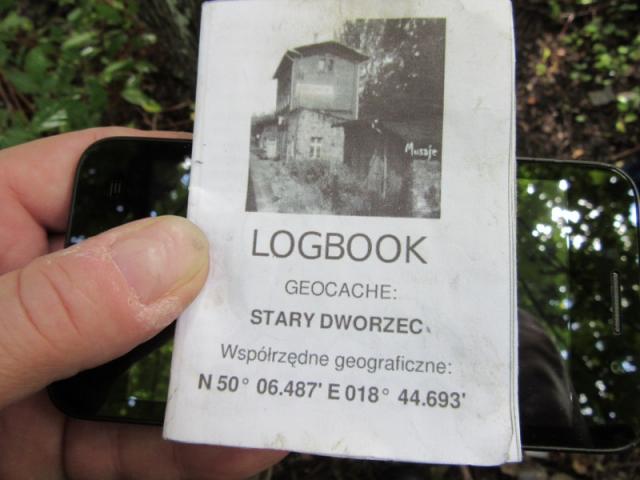 Musaje
LOGBOOK
GEOCACHE:
STARY DWORZEC
Współrzędne geograficzne:
N 50° 06.487' E 018° 44.693'